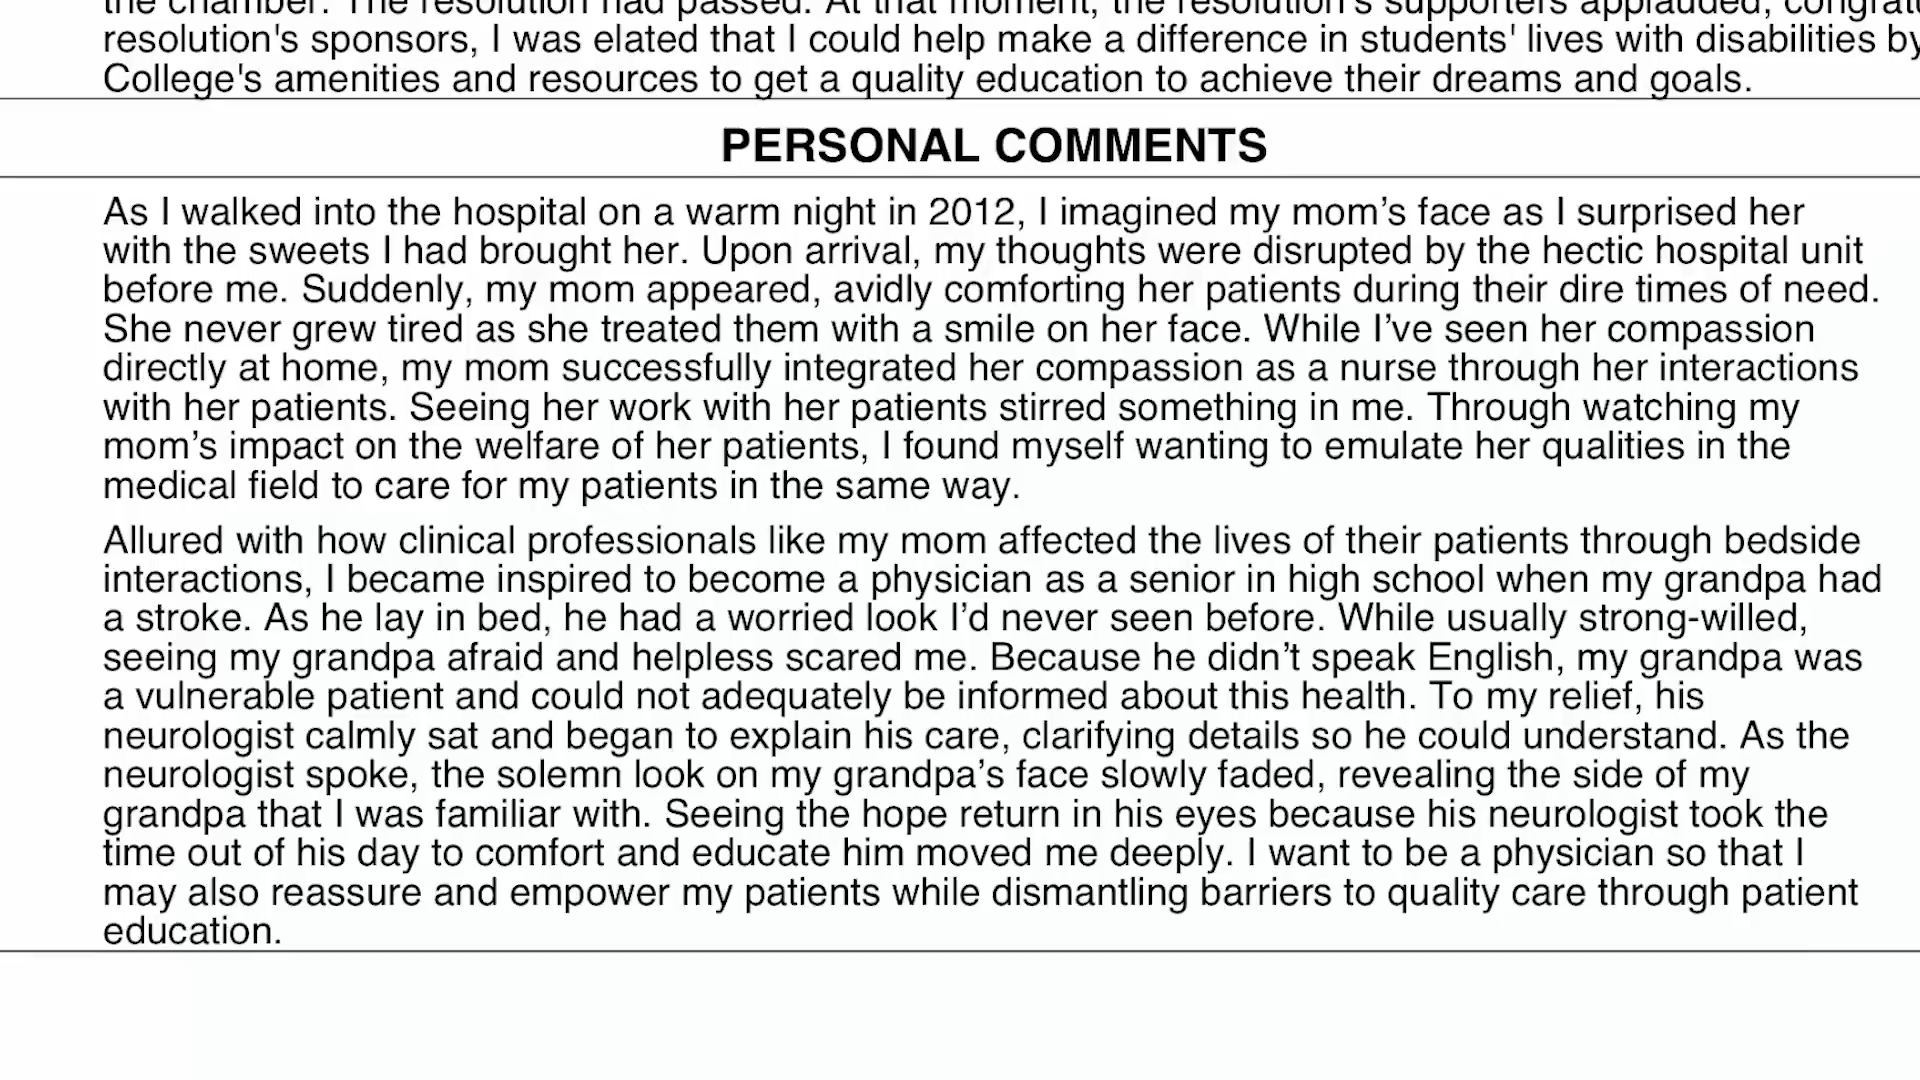 the chamber. The resolution had passed. At that moment, the resolution's supporters applauded,
resolution's sponsors, I was elated that I could help make a difference in students' lives with disabilities by
College's amenities and resources to get a quality education to achieve their dreams and goals.
PERSONAL COMMENTS
As I walked into the hospital on a warm night in 2012, I imagined my mom’s face as I surprised her
with the sweets I had brought her. Upon arrival, my thoughts were disrupted by the hectic hospital unit
before me. Suddenly, my mom appeared, avidly comforting her patients during their dire times of need.
She never grew tired as she treated them with a smile on her face. While I’ve seen her compassion
directly at home, my mom successfully integrated her compassion as a nurse through her interactions
with her patients. Seeing her work with her patients stirred something in me. Through watching my
mom’s impact on the welfare of her patients, I found myself wanting to emulate her qualities in the
medical field to care for my patients in the same way.
Allured with how clinical professionals like my mom affected the lives of their patients through bedside
interactions, I became inspired to become a physician as a senior in high school when my grandpa had
a stroke. As he lay in bed, he had a worried look I’d never seen before. While usually strong-willed,
seeing my grandpa afraid and helpless scared me. Because he didn’t speak English, my grandpa was
a vulnerable patient and could not adequately be informed about this health. To my relief, his
neurologist calmly sat and began to explain his care, clarifying details so he could understand. As the
neurologist spoke, the solemn look on my grandpa’s face slowly faded, revealing the side of my
grandpa that I was familiar with. Seeing the hope return in his eyes because his neurologist took the
time out of his day to comfort and educate him moved me deeply. I want to be a physician so that I
may also reassure and empower my patients while dismantling barriers to quality care through patient
education.